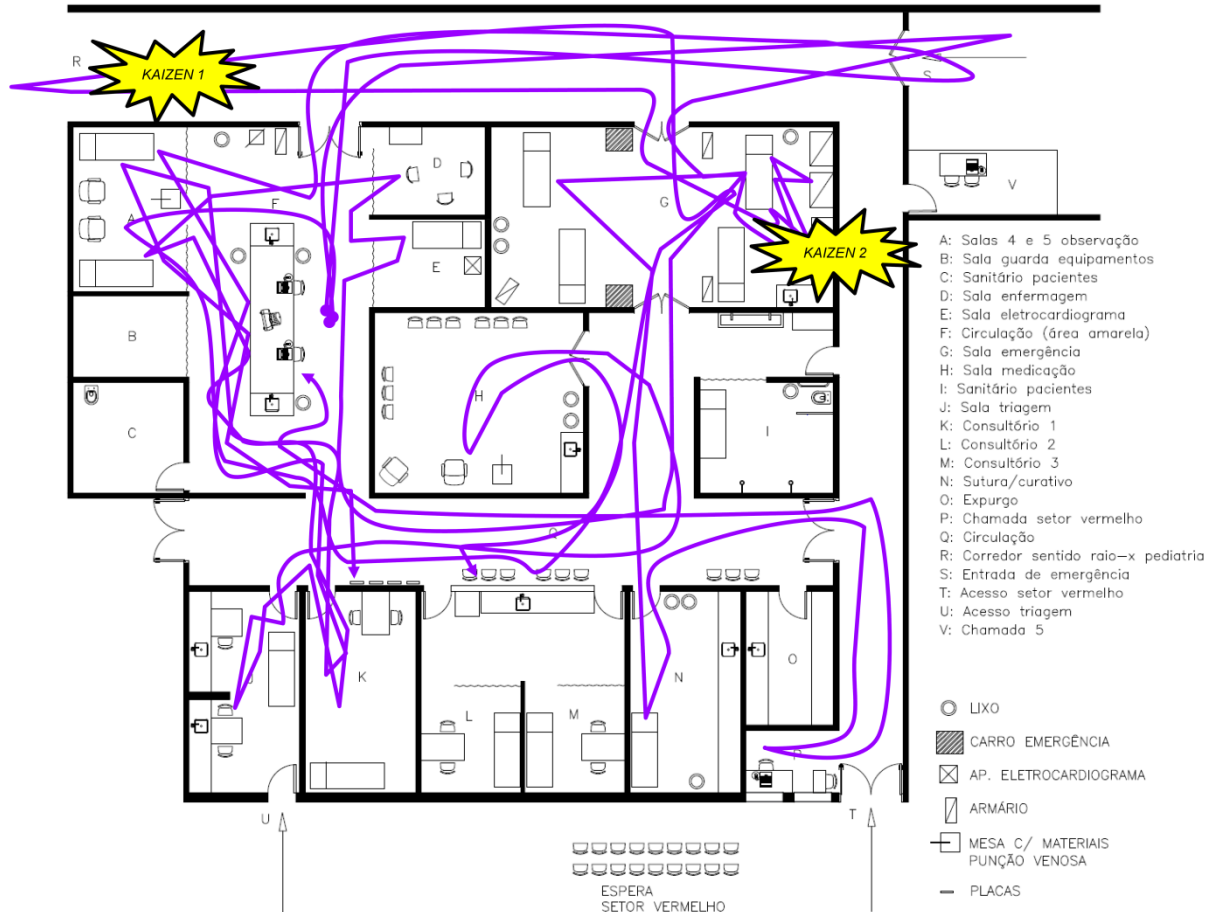 R
KAIZEN 1
S
D
V
G
A
F
E
KAIZEN 2
B
H
C
I
Q
J
K
L
M
N
O
P
U
T
ESPERA
SETOR VERMELHO
A: Salas 4 e 5 observação
B: Sala guarda equipamentos
C: Sanitário pacientes
D: Sala enfermagem
E: Sala eletrocardiograma
F: Circulação (área amarela)
G: Sala emergência
H: Sala medicação
I: Sanitário pacientes
J: Sala triagem
K: Consultório 1
L: Consultório 2
M: Consultório 3
N: Sutura/curativo
O: Expurgo
P: Chamada setor vermelho
Q: Circulação
R: Corredor sentido raio-x pediatria
S: Entrada de emergência
T: Acesso setor vermelho
U: Acesso triagem
V: Chamada 5
LIXO
CARRO EMERGÊNCIA
AP. ELETROCARDIOGRAMA
ARMÁRIO
MESA C/ MATERIAIS
PUNÇÃO VENOSA
PLACAS